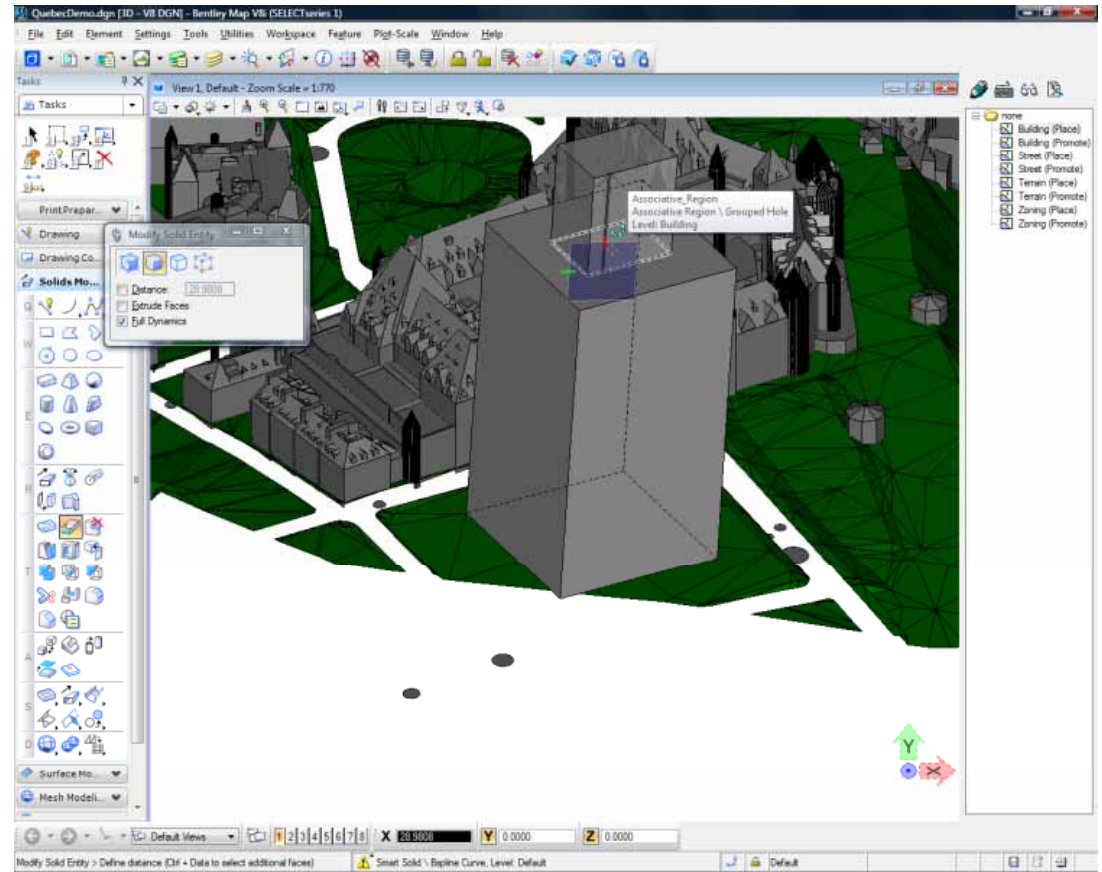 QuebecDemo.dgn [3D - V8 DGN] - Bentley Map V8i (SELECTseries 1)
File Edit Element Settings Tools Utilities Workspace Feature Plot-Scale Window Help
Tasks
Tasks
View 1, Default - Zoom Scale = 1:770
none
Building (Place)
Building (Promote)
Street (Place)
Street (Promote)
Terrain (Place)
Terrain (Promote)
Zoning (Place)
Zoning (Promote)
Associative_Region
Associative Region \ Grouped Hole
Level: Building
Print Prepar...
Drawing
Drawing Co...
Solids Mo...
Modify Solid Entity
Distance: 28.9808
Extrude Faces
Full Dynamics
Q
W
E
R
T
A
S
D
Y
X
Surface Mo...
Mesh Modeli...
Default Views 1 2 3 4 5 6 7 8 X 28.9808 Y 0.0000 Z 0.0000
Modify Solid Entity > Define distance (Ctrl + Data to select additional faces) Smart Solid \ Bspline Curve, Level: Default Default